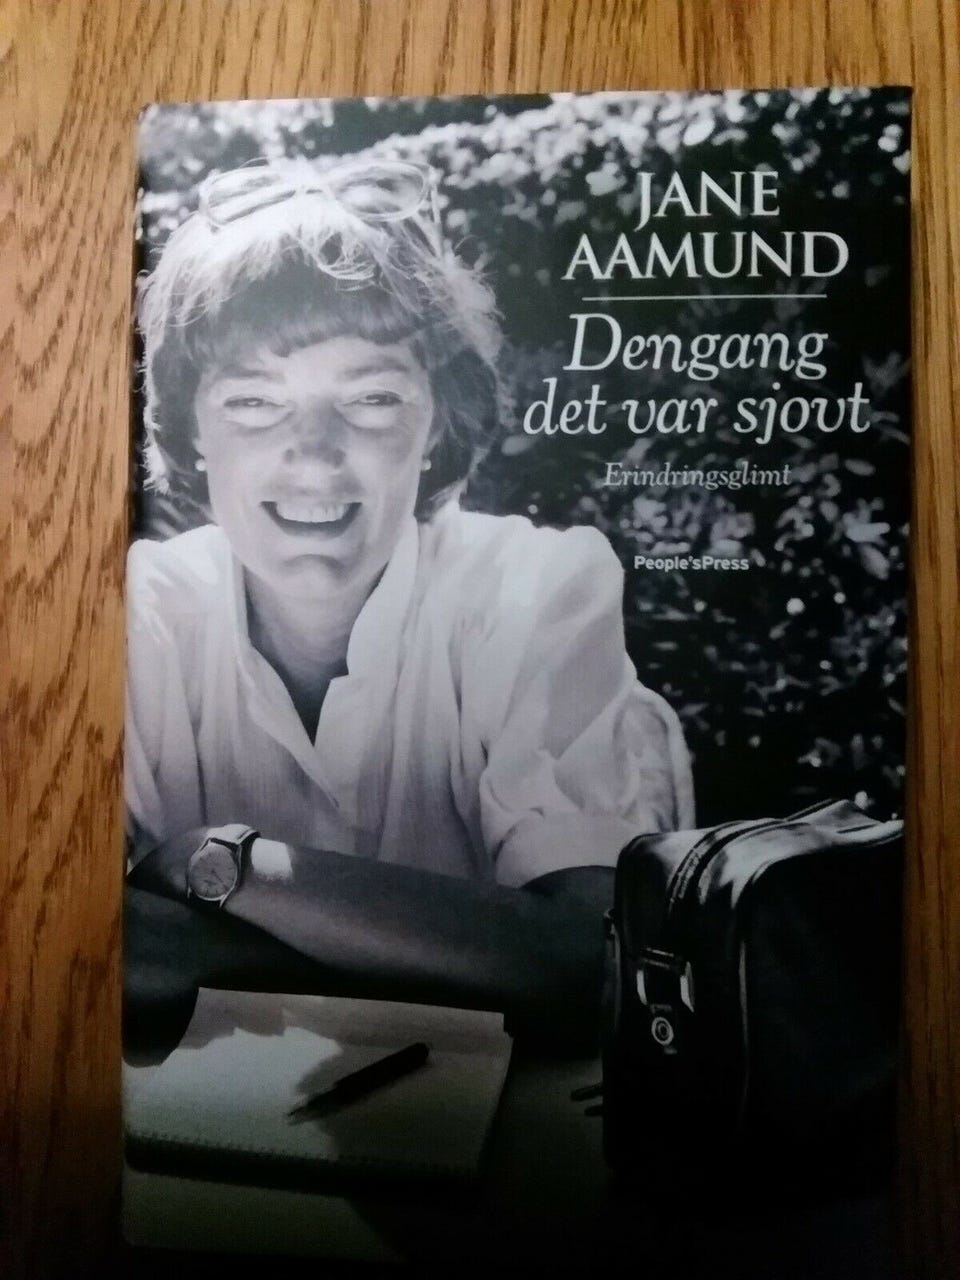 JANE
AAMUND
Dengang
det var sjovt
Erindringsglimt
People'sPress